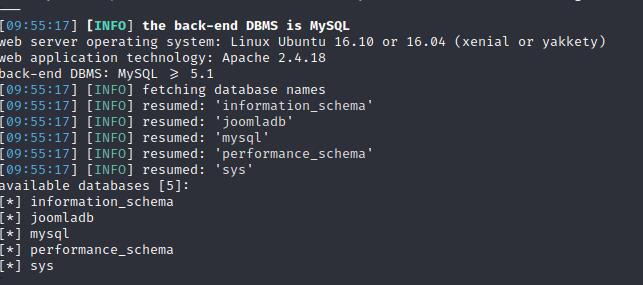 [09:55:17] [INFO] the back-end DBMS is MySQL
web server operating system: Linux Ubuntu 16.10 or 16.04 (xenial or yakkety)
web application technology: Apache 2.4.18
back-end DBMS: MySQL ≥ 5.1
[09:55:17] [INFO] fetching database names
[09:55:17] [INFO] resumed: 'information_schema'
[09:55:17] [INFO] resumed: 'joomladb'
[09:55:17] [INFO] resumed: 'mysql'
[09:55:17] [INFO] resumed: 'performance_schema'
[09:55:17] [INFO] resumed: 'sys'
available databases [5]:
[*] information_schema
[*] joomladb
[*] mysql
[*] performance_schema
[*] sys